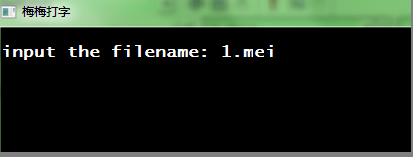 梅梅打字
input the filename: 1.mei